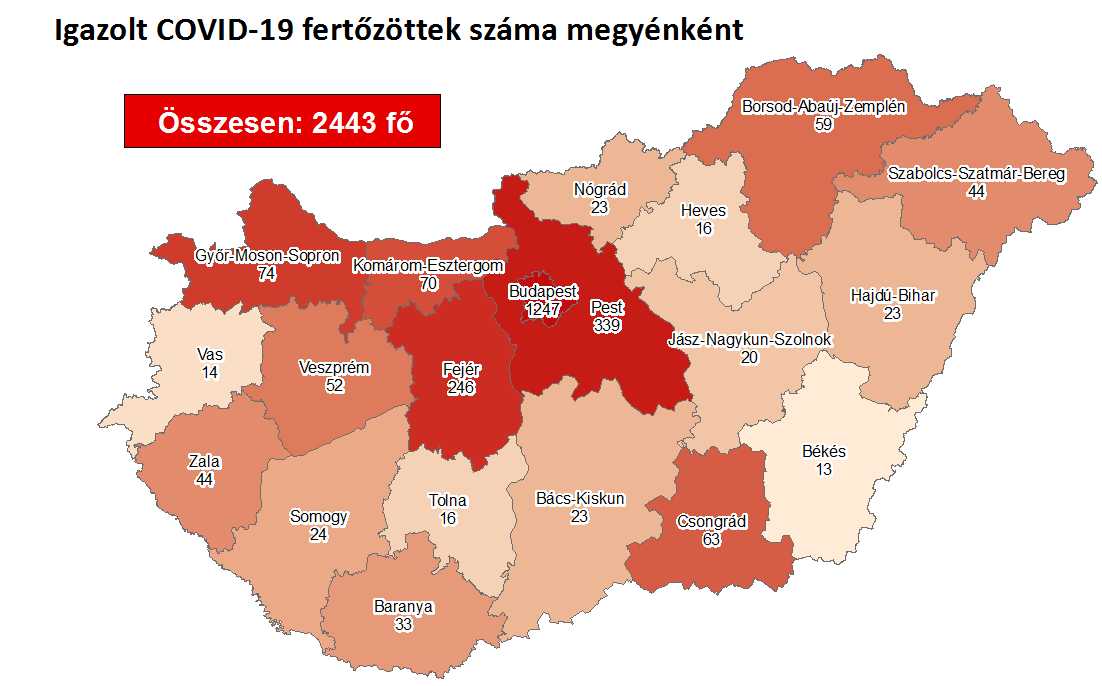 Igazolt COVID-19 fertőzöttek száma megyénként
Összesen: 2443 fő
Borsod-Abaúj-Zemplén
59
Szabolcs-Szatmár-Bereg
44
Nógrád
23
Heves
16
Győr-Moson-Sopron
74
Komárom-Esztergom
70
Budapest
1247
Pest
339
Hajdú-Bihar
23
Jász-Nagykun-Szolnok
20
Vas
14
Veszprém
52
Fejér
246
Békés
13
Zala
44
Tolna
16
Bács-Kiskun
23
Somogy
24
Csongrád
63
Baranya
33